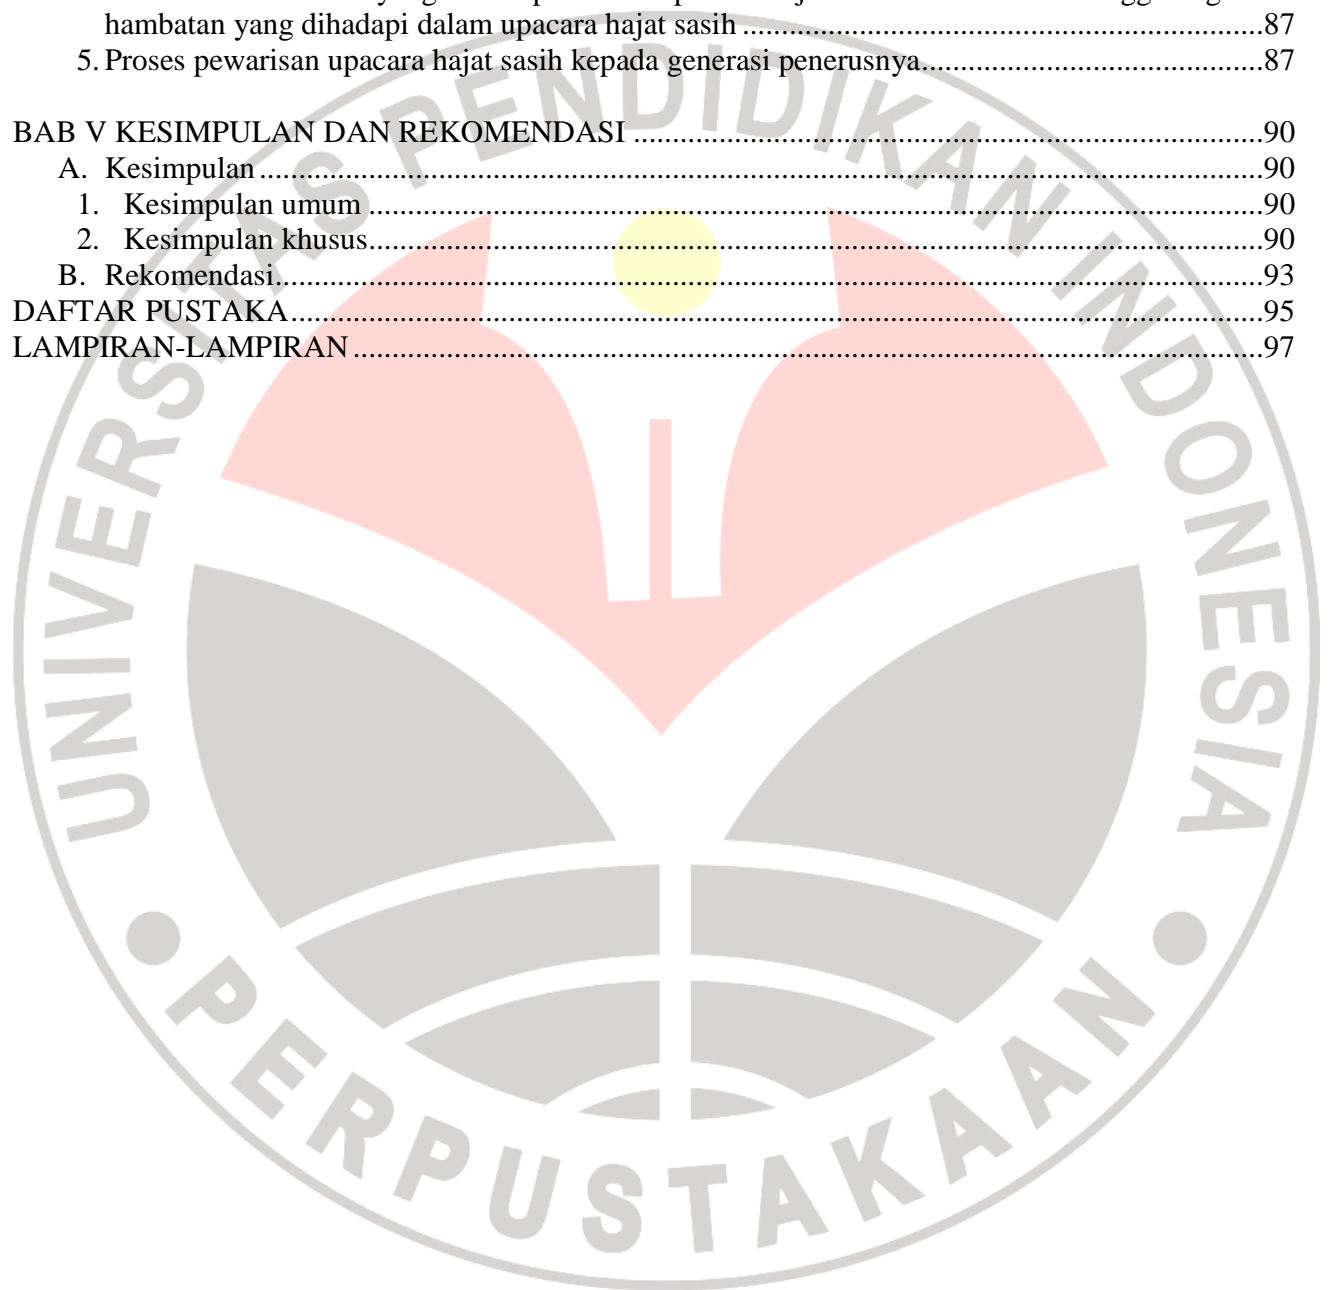 hambatan yang dihadapi dalam upacara hajat sasih ..................................................................87
5. Proses pewarisan upacara hajat sasih kepada generasi penerusnya...........................................87
BAB V KESIMPULAN DAN REKOMENDASI ................................................................................90
A. Kesimpulan ...............................................................................................................................90
1. Kesimpulan umum ................................................................................................................90
2. Kesimpulan khusus................................................................................................................90
B. Rekomendasi.............................................................................................................................93
DAFTAR PUSTAKA...........................................................................................................................95
LAMPIRAN-LAMPIRAN ...................................................................................................................97
UNIVERSITAS PENDIDIKAN INDONESIA
PERPUSTAKAAN